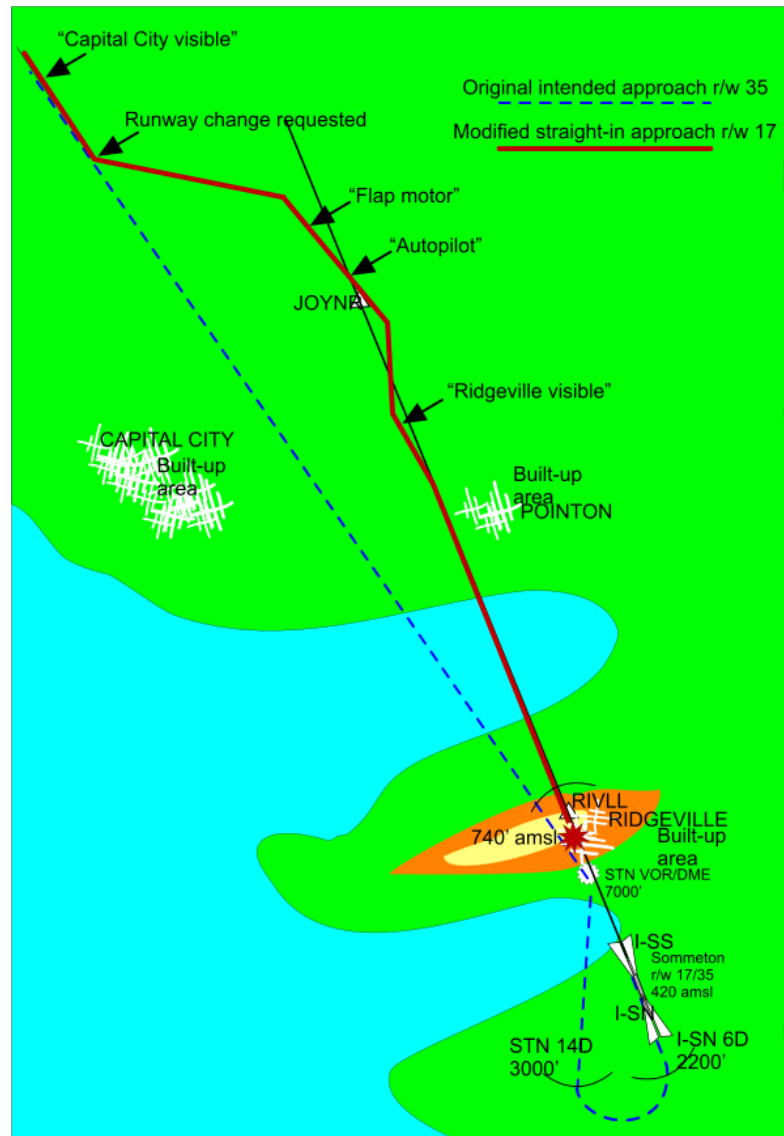 “Capital City visible”
Original intended approach r/w 35
Runway change requested
Modified straight-in approach r/w 17
“Flap motor”
“Autopilot”
“Ridgeville visible”
CAPITAL CITY
Built-up
area
Built-up
area
POINTON
RIVLL
RIDGEVILLE
740’ amsl
Built-up
area
STN VOR/DME
7000’
I-SS
Sommeton
r/w 17/35
420 amsl
I-SN
I-SN 6D
2200’
STN 14D
3000’